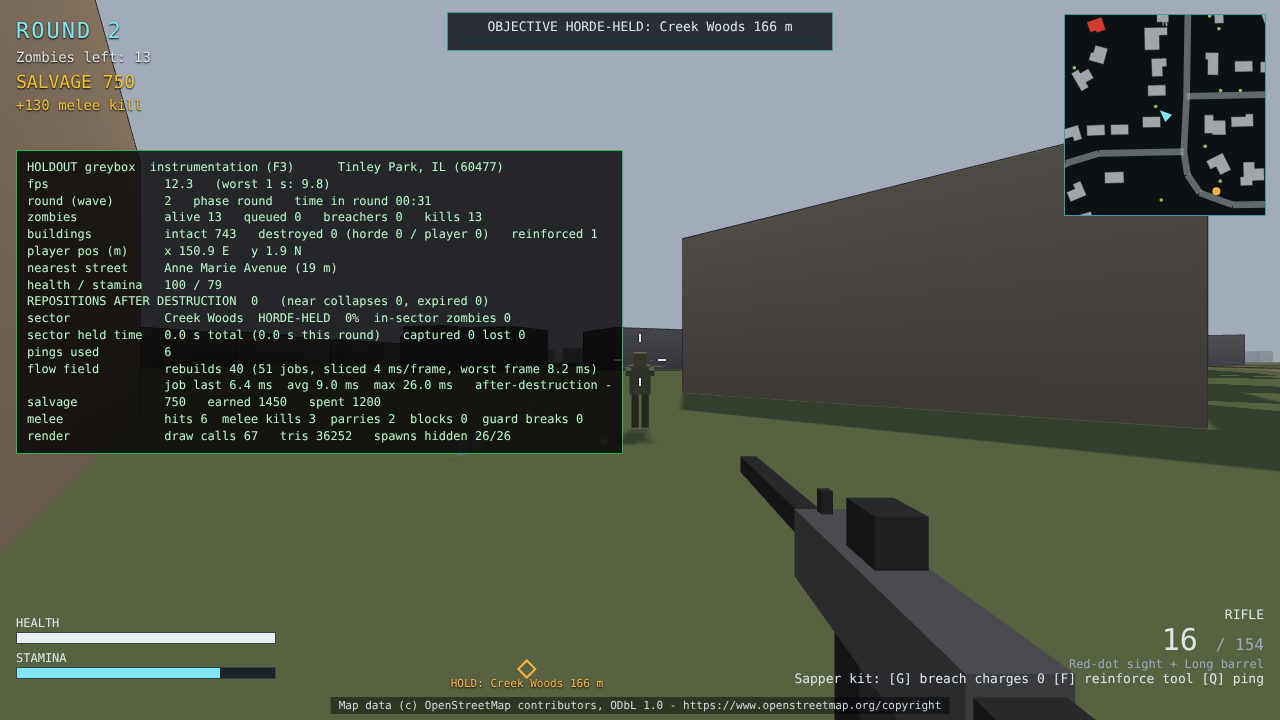 ROUND 2
Zombies left: 13
SALVAGE 750
+130 melee kill
OBJECTIVE HORDE-HELD: Creek Woods 166 m
HOLDOUT greybox instrumentation (F3) Tinley Park, IL (60477)
fps 12.3 (worst 1 s: 9.8)
round (wave) 2 phase round time in round 00:31
zombies alive 13 queued 0 breachers 0 kills 13
buildings intact 743 destroyed 0 (horde 0 / player 0) reinforced 1
player pos (m) x 150.9 E y 1.9 N
nearest street Anne Marie Avenue (19 m)
health / stamina 100 / 79
REPOSITIONS AFTER DESTRUCTION 0 (near collapses 0, expired 0)
sector Creek Woods HORDE-HELD 0% in-sector zombies 0
sector held time 0.0 s total (0.0 s this round) captured 0 lost 0
pings used 6
flow field rebuilds 40 (51 jobs, sliced 4 ms/frame, worst frame 8.2 ms)
job last 6.4 ms avg 9.0 ms max 26.0 ms after-destruction -
salvage 750 earned 1450 spent 1200
melee hits 6 melee kills 3 parries 2 blocks 0 guard breaks 0
render draw calls 67 tris 36252 spawns hidden 26/26
HEALTH
STAMINA
HOLD: Creek Woods 166 m
RIFLE
16 / 154
Red-dot sight + Long barrel
Sapper kit: [G] breach charges 0 [F] reinforce tool [Q] ping
Map data (c) OpenStreetMap contributors, ODbL 1.0 - https://www.openstreetmap.org/copyright